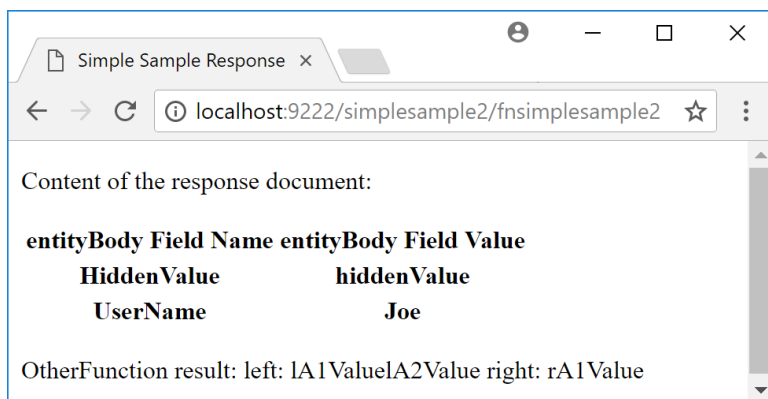 Simple Sample Response
localhost:9222/simplesample2/fnsimplesample2
Content of the response document:
entityBody Field Name entityBody Field Value
HiddenValue hiddenValue
UserName Joe
OtherFunction result: left: lA1ValuelA2Value right: rA1Value